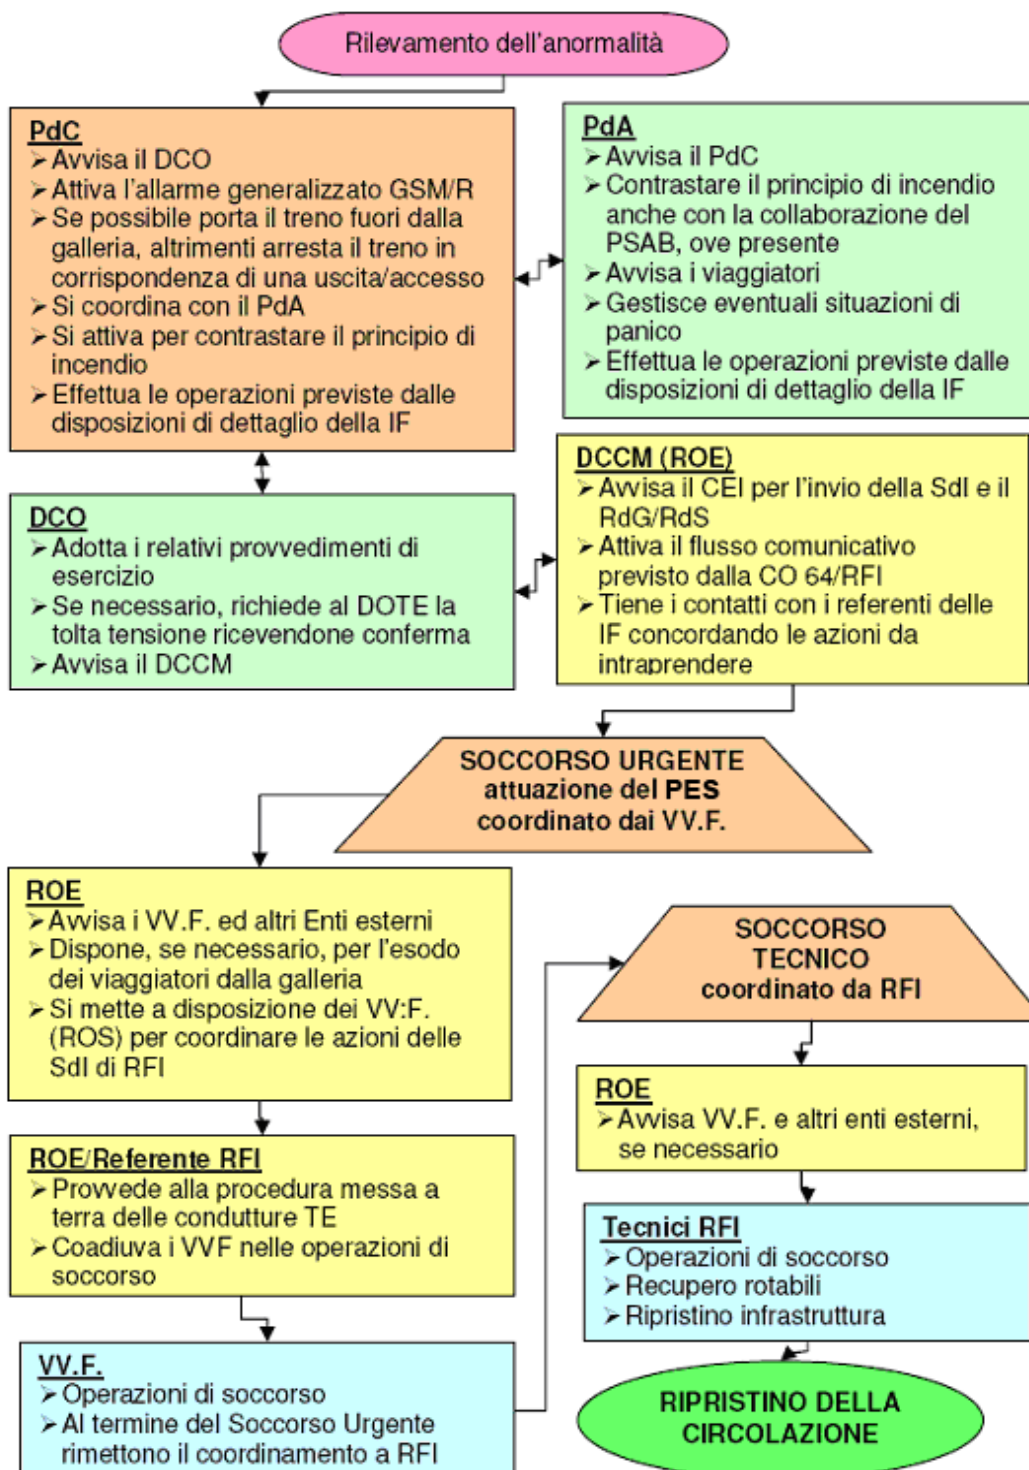 Rilevamento dell'anormalità
PdC
➢ Avvisa il DCO
➢ Attiva l'allarme generalizzato GSM/R
➢ Se possibile porta il treno fuori dalla
galleria, altrimenti arresta il treno in
corrispondenza di una uscita/accesso
➢ Si coordina con il PdA
➢ Si attiva per contrastare il principio di
incendio
➢ Effettua le operazioni previste dalle
disposizioni di dettaglio della IF
PdA
➢ Avvisa il PdC
➢ Contrastare il principio di incendio
anche con la collaborazione del
PSAB, ove presente
➢ Avvisa i viaggiatori
➢ Gestisce eventuali situazioni di
panico
➢ Effettua le operazioni previste dalle
disposizioni di dettaglio della IF
DCO
➢ Adotta i relativi provvedimenti di
esercizio
➢ Se necessario, richiede al DOTE la
tolta tensione ricevendone conferma
➢ Avvisa il DCCM
DCCM (ROE)
➢ Avvisa il CEI per l'invio della SdI e il
RdG/RdS
➢ Attiva il flusso comunicativo
previsto dalla CO 64/RFI
➢ Tiene i contatti con i referenti delle
IF concordando le azioni da
intraprendere
SOCCORSO URGENTE
attuazione del PES
coordinato dai VV.F.
ROE
➢ Avvisa i VV.F. ed altri Enti esterni
➢ Dispone, se necessario, per l'esodo
dei viaggiatori dalla galleria
➢ Si mette a disposizione dei VV:F.
(ROS) per coordinare le azioni delle
SdI di RFI
ROE/Referente RFI
➢ Provvede alla procedura messa a
terra delle condutture TE
➢ Coadiuva i VVF nelle operazioni di
soccorso
VV.F.
➢ Operazioni di soccorso
➢ Al termine del Soccorso Urgente
rimettono il coordinamento a RFI
SOCCORSO
TECNICO
coordinato da RFI
ROE
➢ Avvisa VV.F. e altri enti esterni,
se necessario
Tecnici RFI
➢ Operazioni di soccorso
➢ Recupero rotabili
➢ Ripristino infrastruttura
RIPRISTINO DELLA
CIRCOLAZIONE